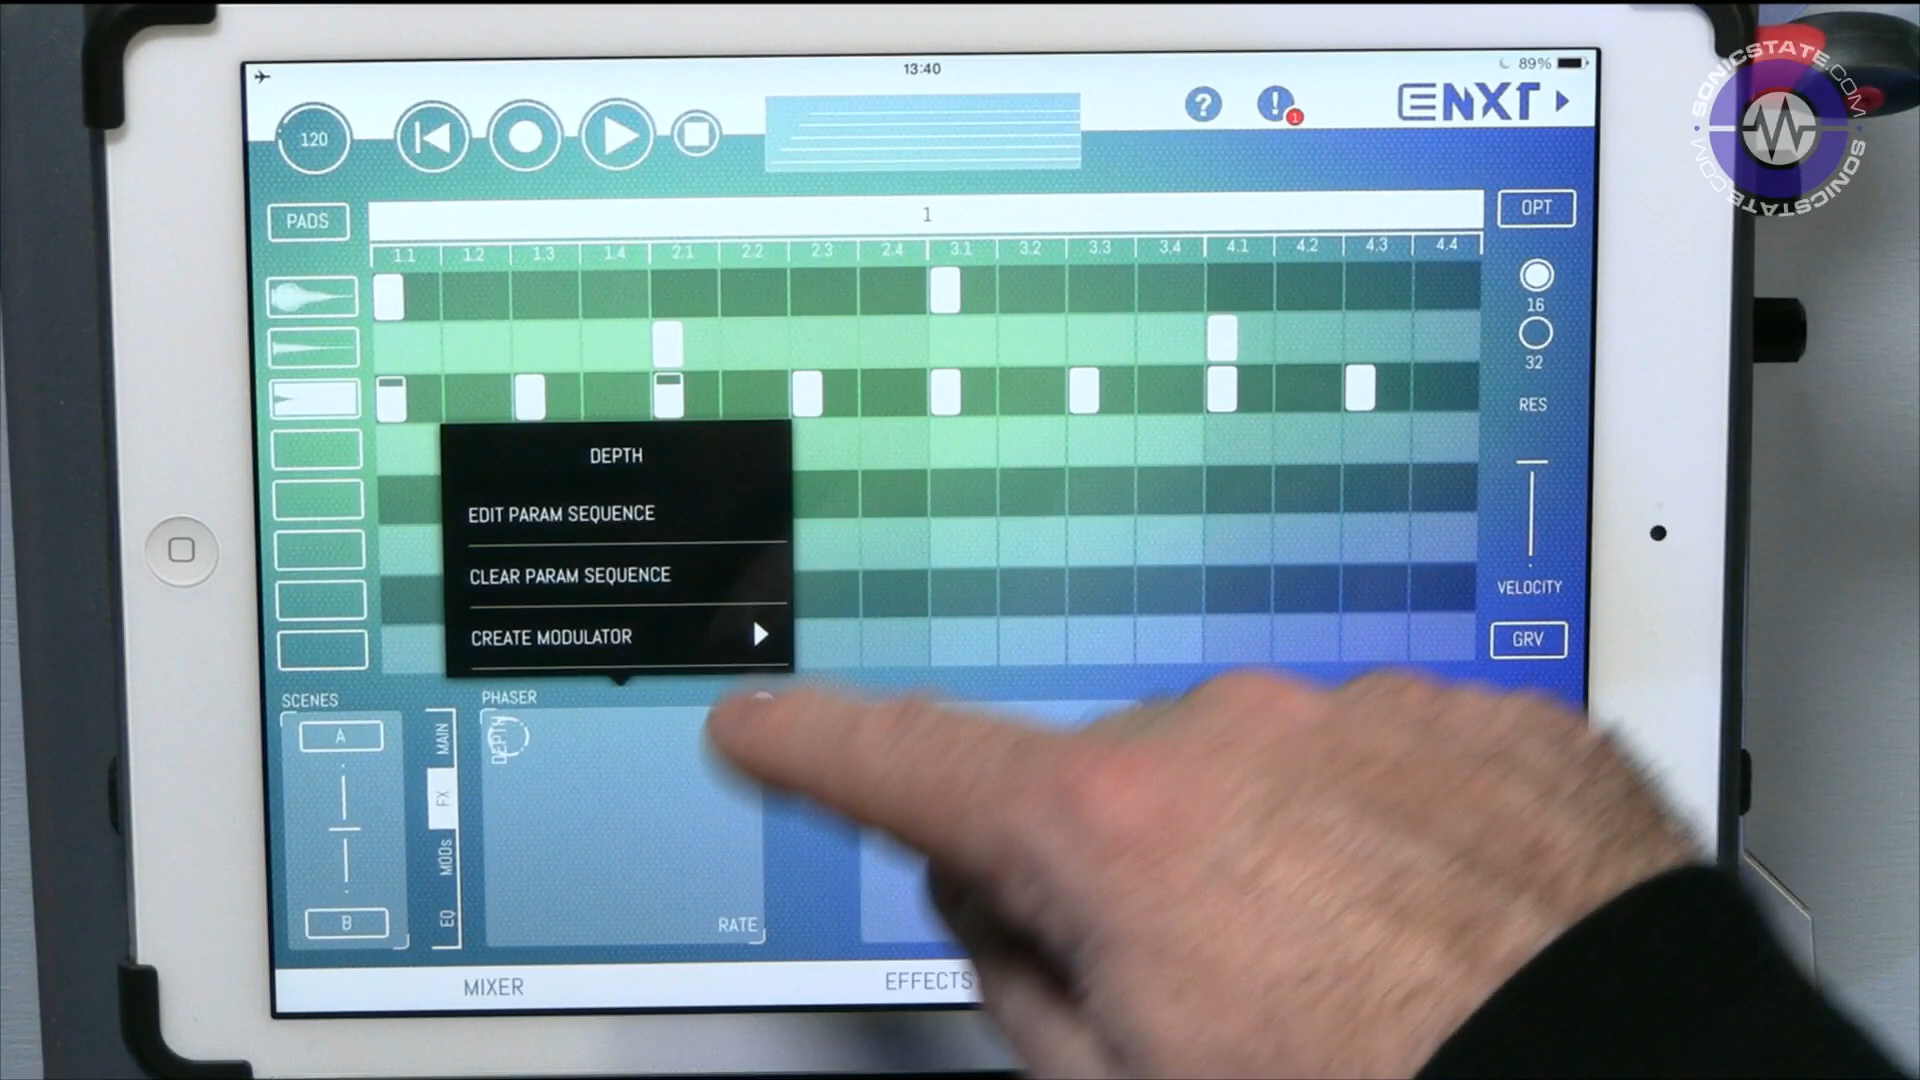 13:40
89%
120
?
!
1
ENXT
SONICSTATE.COM
SONICSTATE.COM
PADS
1
OPT
1.1 1.2 1.3 1.4 2.1 2.2 2.3 2.4 3.1 3.2 3.3 3.4 4.1 4.2 4.3 4.4
16
32
RES
VELOCITY
GRV
DEPTH
EDIT PARAM SEQUENCE
CLEAR PARAM SEQUENCE
CREATE MODULATOR
SCENES
A
B
MAIN
FX
MODs
EQ
PHASER
DEPTH
RATE
MIXER
EFFECTS